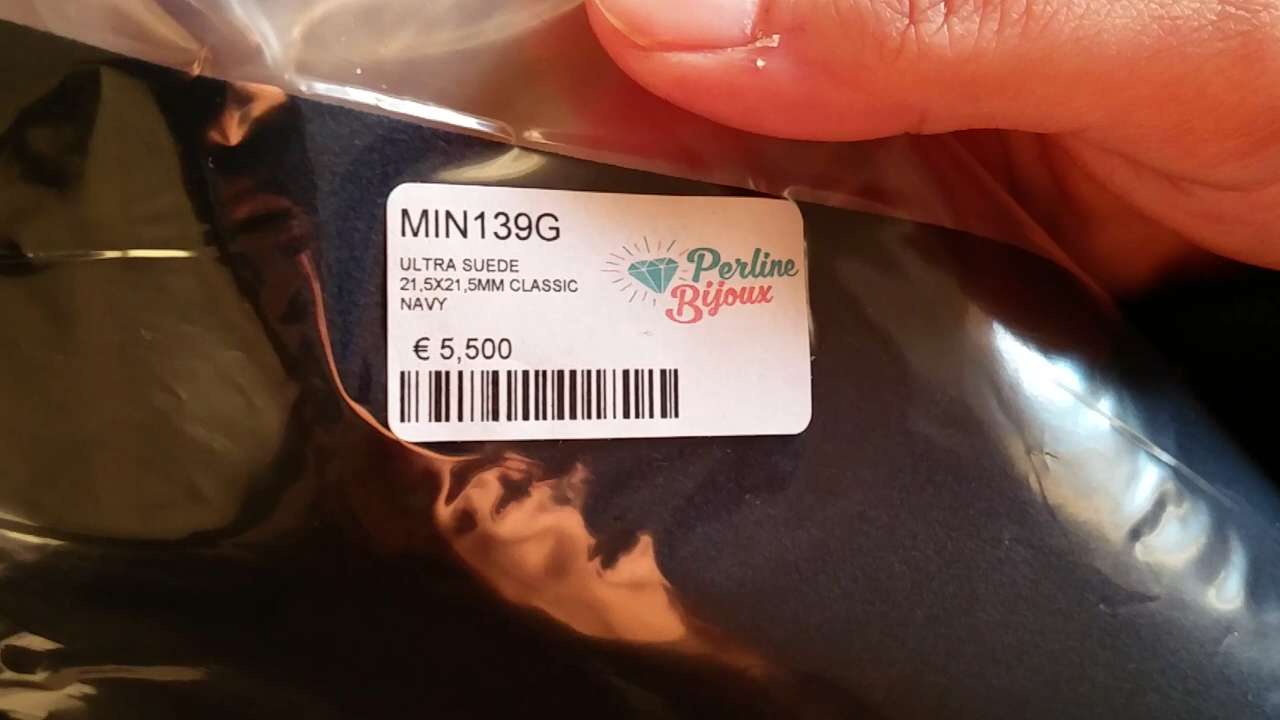 MIN139G
ULTRA SUEDE
21,5X21,5MM CLASSIC
NAVY
€ 5,500
Perline
Bijoux